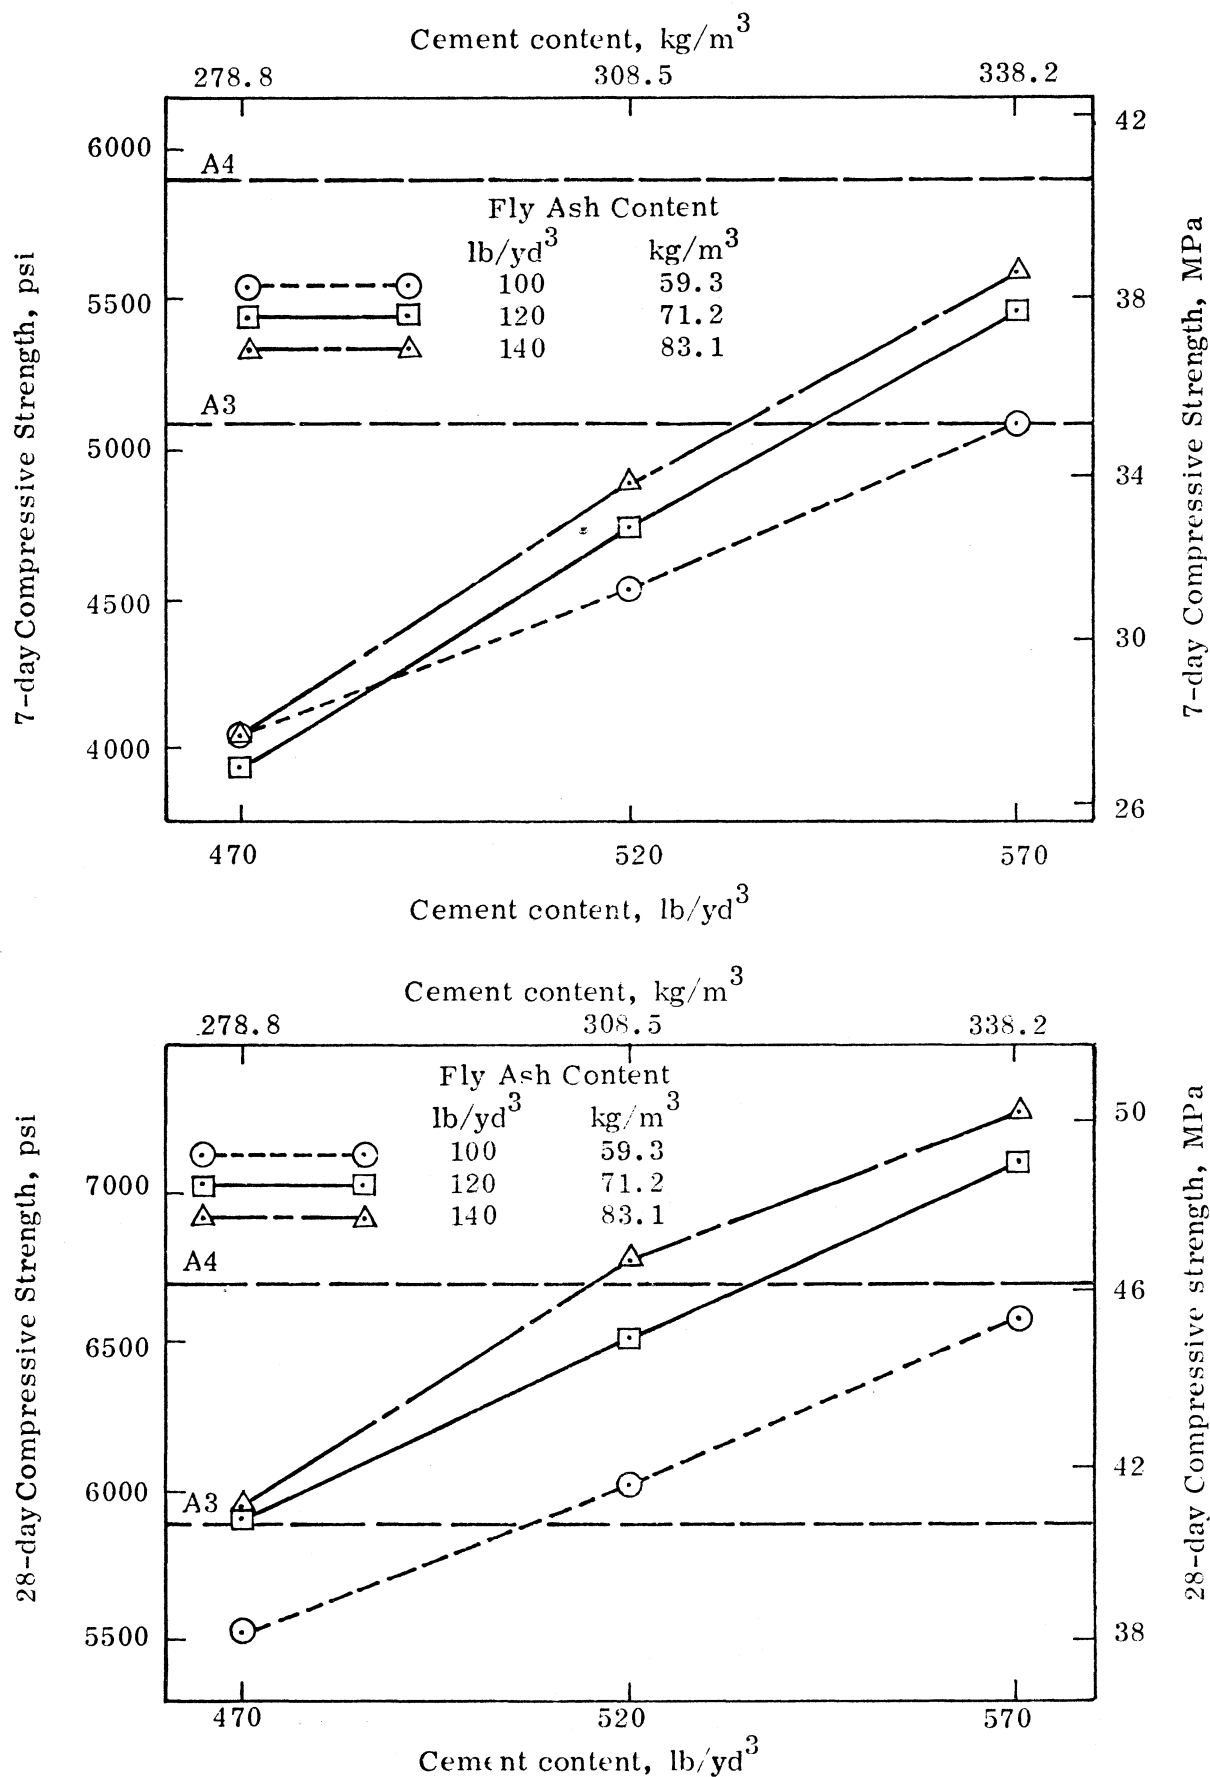 Cement content, kg/m3
278.8 308.5 338.2
6000
42
A4
Fly Ash Content
lb/yd3 kg/m3
100 59.3
5500
38
120 71.2
140 83.1
A3
5000
34
4500
30
4000
26
7-day Compressive Strength, psi
7-day Compressive Strength, MPa
470 520 570
Cement content, lb/yd3
Cement content, kg/m3
278.8 308.5 338.2
Fly Ash Content
lb/yd3 kg/m3
50
100 59.3
7000
120 71.2
140 83.1
A4
46
6500
42
6000
A3
5500
38
28-day Compressive Strength, psi
28-day Compressive strength, MPa
470 520 570
Cement content, lb/yd3